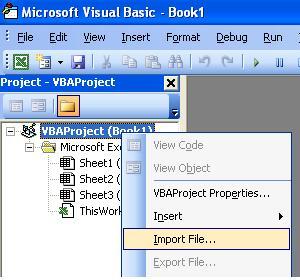 Microsoft Visual Basic - Book1
File Edit View Insert Format Debug Run
Project - VBAProject
VBAProject (Book1)
Microsoft Exc
Sheet1 (
Sheet2 (
Sheet3 (
ThisWork
View Code
View Object
VBAProject Properties...
Insert
Import File...
Export File...